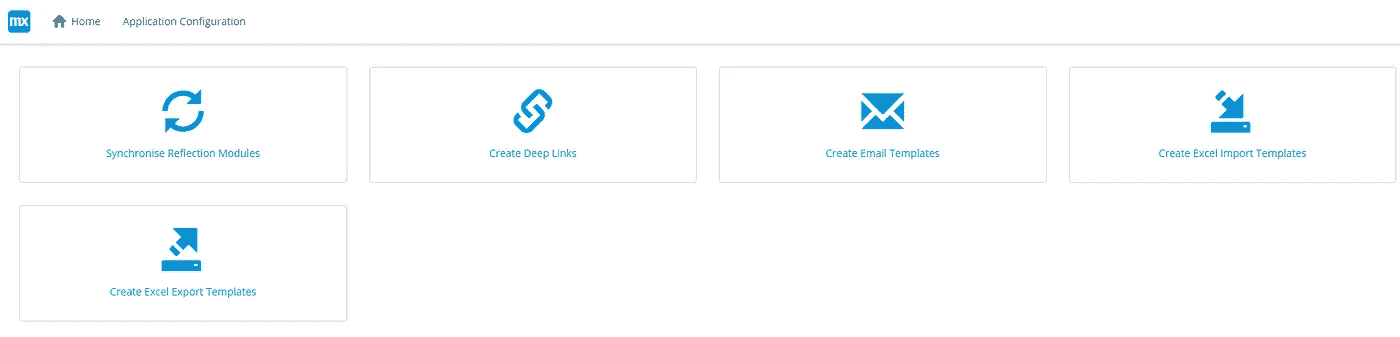 mx Home Application Configuration
Synchronise Reflection Modules
Create Deep Links
Create Email Templates
Create Excel Import Templates
Create Excel Export Templates